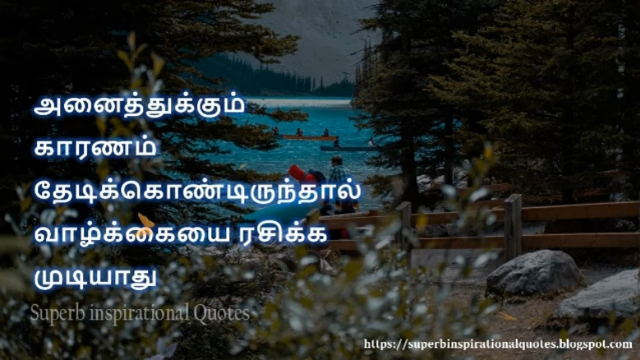 அனைத்துக்கும்
காரணம்
தேடிக்கொண்டிருந்தால்
வாழ்க்கையை ரசிக்க
முடியாது
Superb inspirational Quotes
https://superbinspirationalquotes.blogspot.com